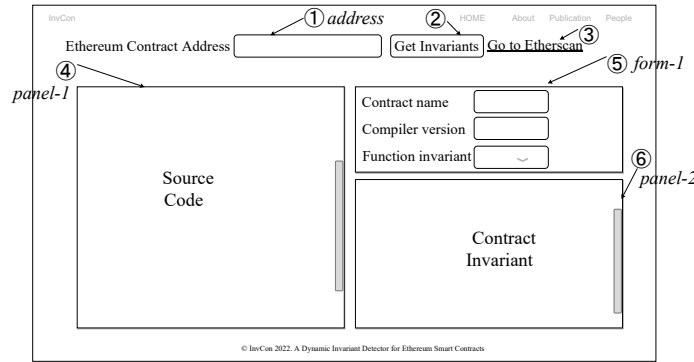 InvCon HOME About Publication People
① address ② ③
Ethereum Contract Address Get Invariants Go to Etherscan
④ panel-1
⑤ form-1
Contract name
Compiler version
Function invariant
⑥ panel-2
Source
Code
Contract
Invariant
© InvCon 2022. A Dynamic Invariant Detector for Ethereum Smart Contracts